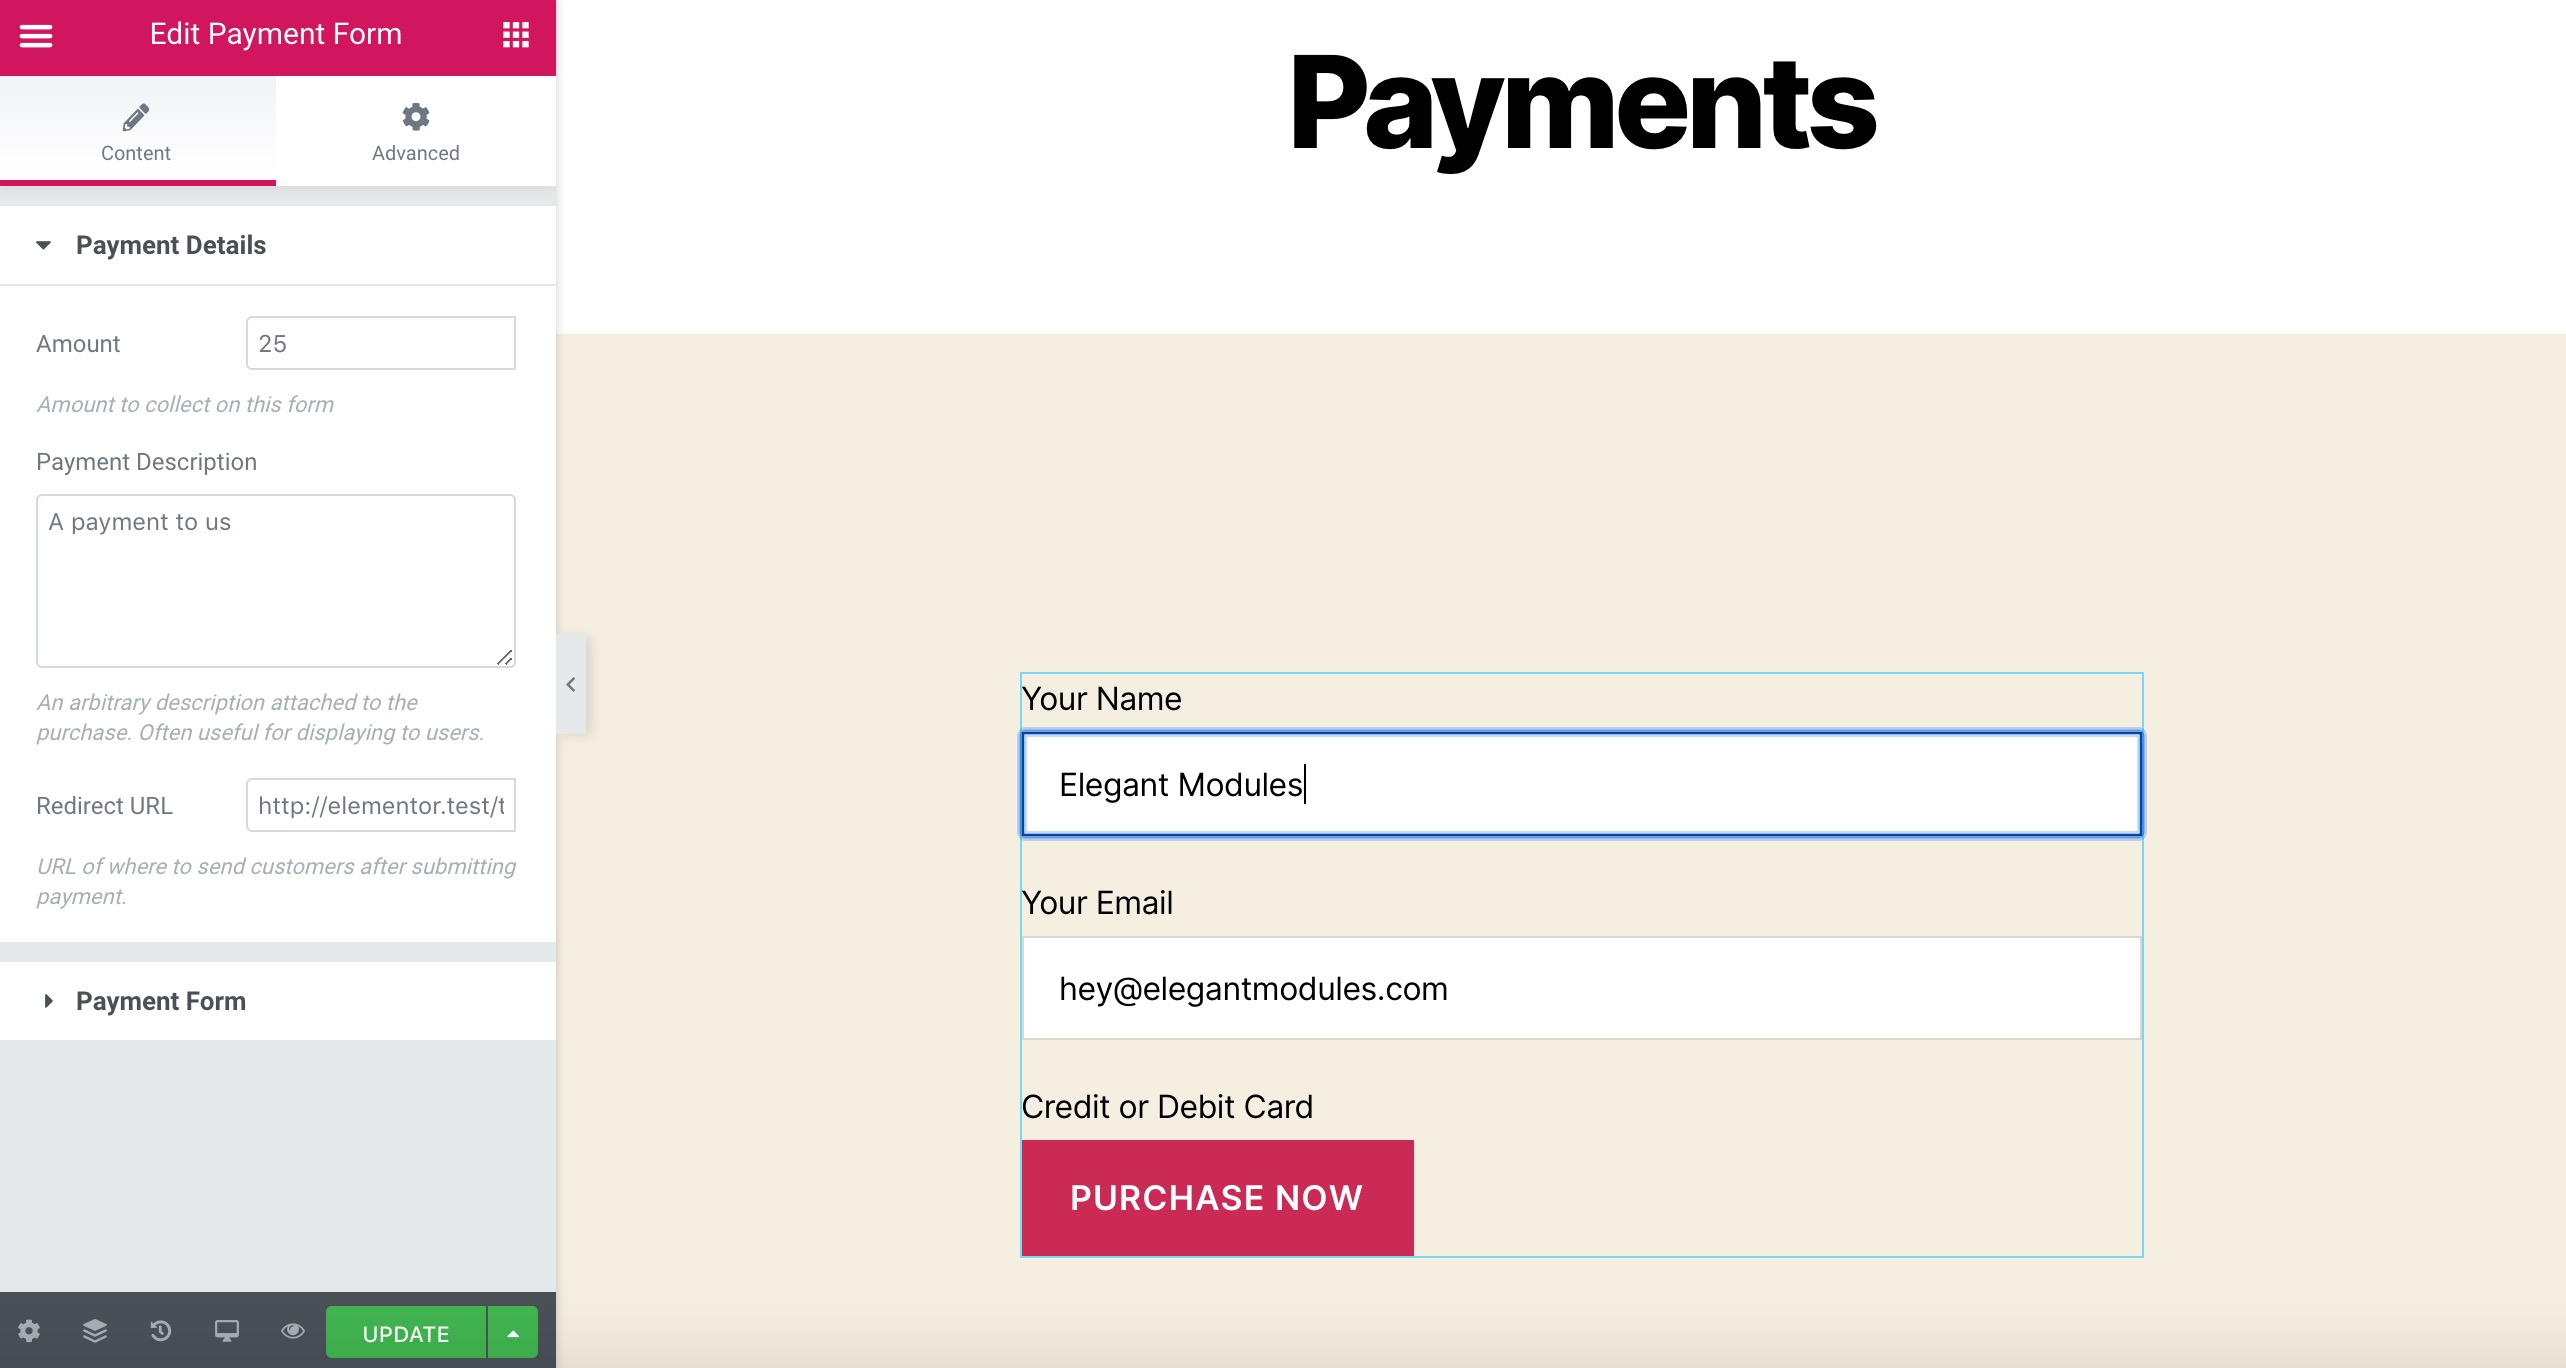 Edit Payment Form
Content
Advanced
Payment Details
Amount
25
Amount to collect on this form
Payment Description
A payment to us
An arbitrary description attached to the
purchase. Often useful for displaying to users.
Redirect URL
http://elementor.test/t
URL of where to send customers after submitting
payment.
Payment Form
UPDATE
Payments
Your Name
Elegant Modules
Your Email
hey@elegantmodules.com
Credit or Debit Card
PURCHASE NOW